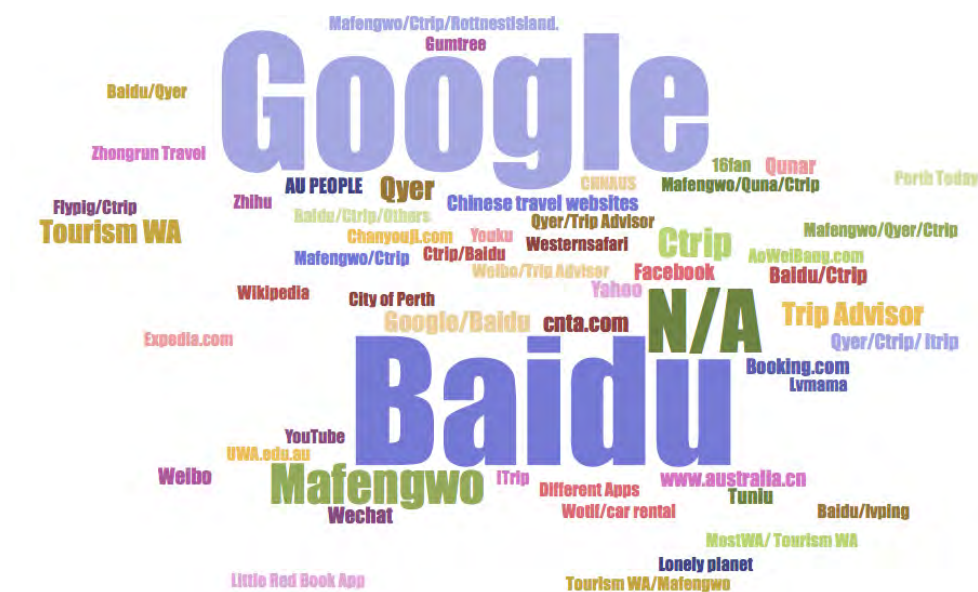 Mafengwo/Ctrip/Rottnestisland.
Google
Gumtree
Baidu/Qyer
Zhongrun Travel
16fan
Qunar
AU PEOPLE
Qyer
CNNAUS
Mafengwo/Quna/Ctrip
Perth Today
Flypig/Ctrip
Zhihu
Chinese travel websites
Baidu/Ctrip/Others
Qyer/Trip Advisor
Tourism WA
Chanyouji.com
Youku
Westernsafari
Ctrip
Mafengwo/Qyer/Ctrip
Mafengwo/Ctrip
Ctrip/Baidu
AoWeiBang.com
Weibo/Trip Advisor
Facebook
Baidu/Ctrip
Wikipedia
City of Perth
Yahoo
N/A
Trip Advisor
Google/Baidu
cnta.com
Expedia.com
Qyer/Ctrip/ Itrip
Baidu
Booking.com
Lvmama
YouTube
UWA.edu.au
Weibo
Mafengwo
ITrip
www.australia.cn
Different Apps
Tuniu
Wechat
Wotif/car rental
Baidu/lvping
MostWA/ Tourism WA
Lonely planet
Little Red Book App
Tourism WA/Mafengwo